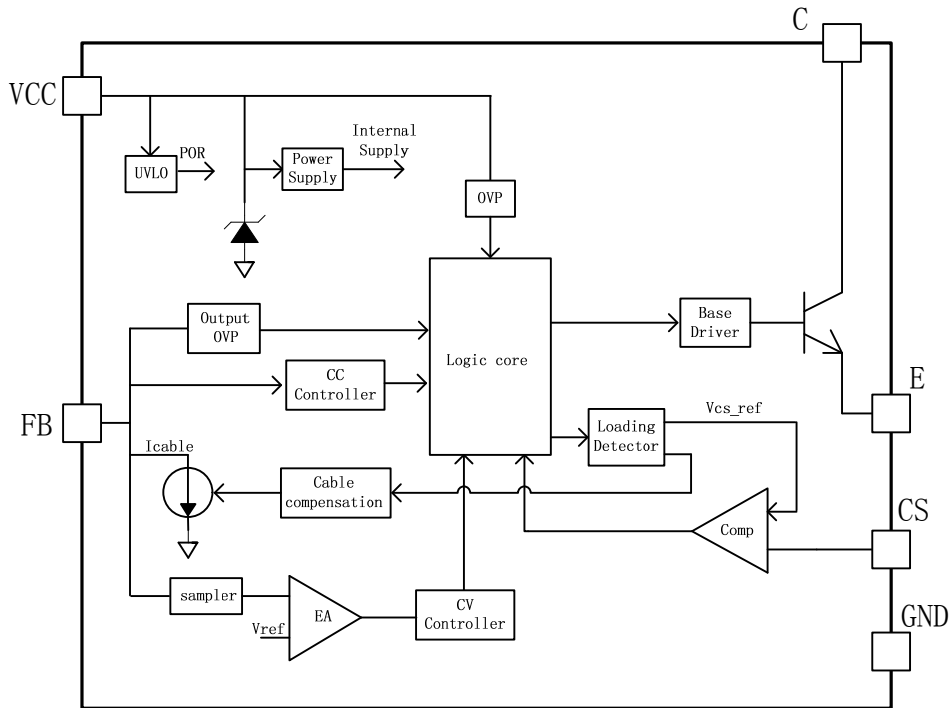 C
VCC
Internal
Supply
POR
UVLO
Power
Supply
OVP
Output
OVP
Base
Driver
Logic core
CC
Controller
E
Vcs_ref
FB
Loading
Detector
Icable
Cable
compensation
CS
Comp
sampler
EA
CV
Controller
GND
Vref